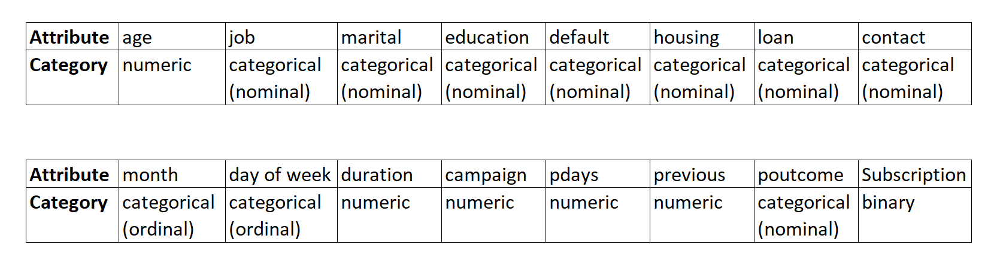 Attribute age job marital education default housing loan contact
Category numeric categorical categorical categorical categorical categorical categorical categorical
(nominal) (nominal) (nominal) (nominal) (nominal) (nominal) (nominal)
Attribute month day of week duration campaign pdays previous poutcome Subscription
Category categorical categorical numeric numeric numeric numeric categorical binary
(ordinal) (ordinal) (nominal)